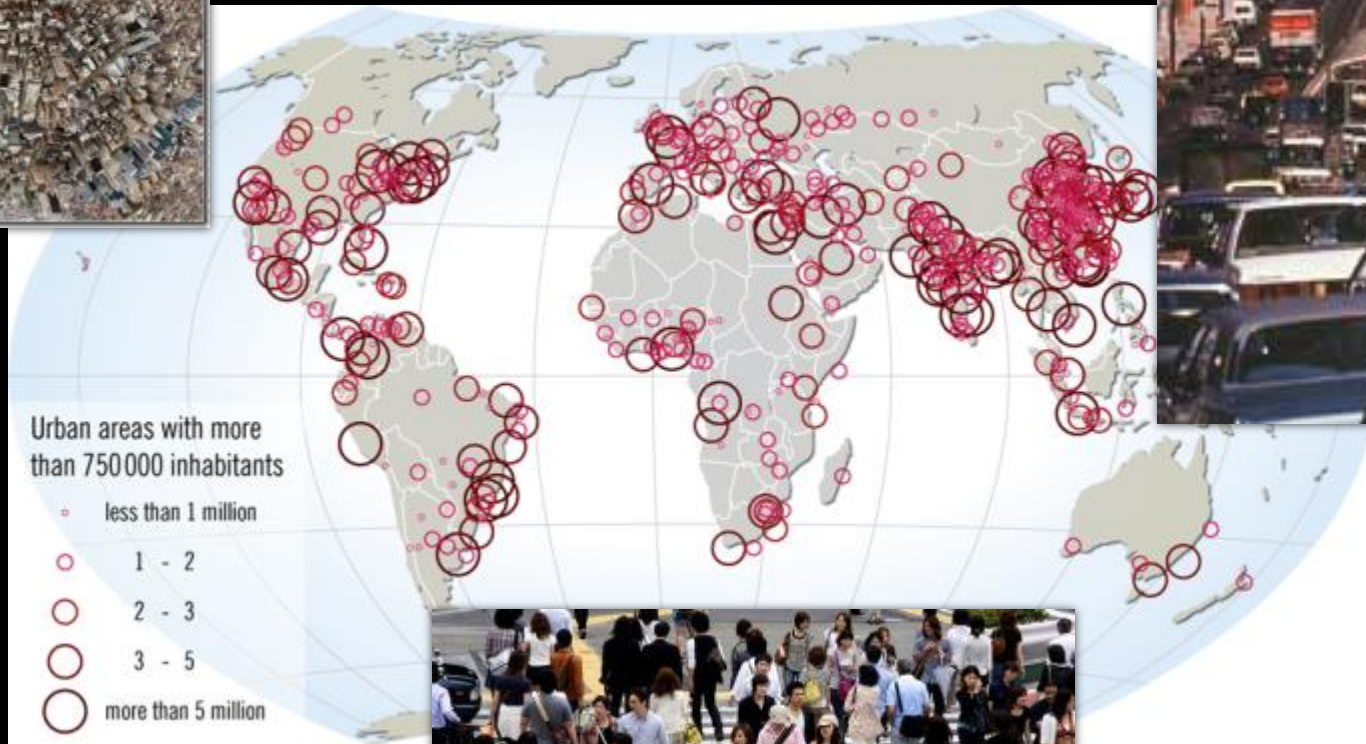 Urban areas with more
than 750 000 inhabitants
less than 1 million
1 - 2
2 - 3
3 - 5
more than 5 million